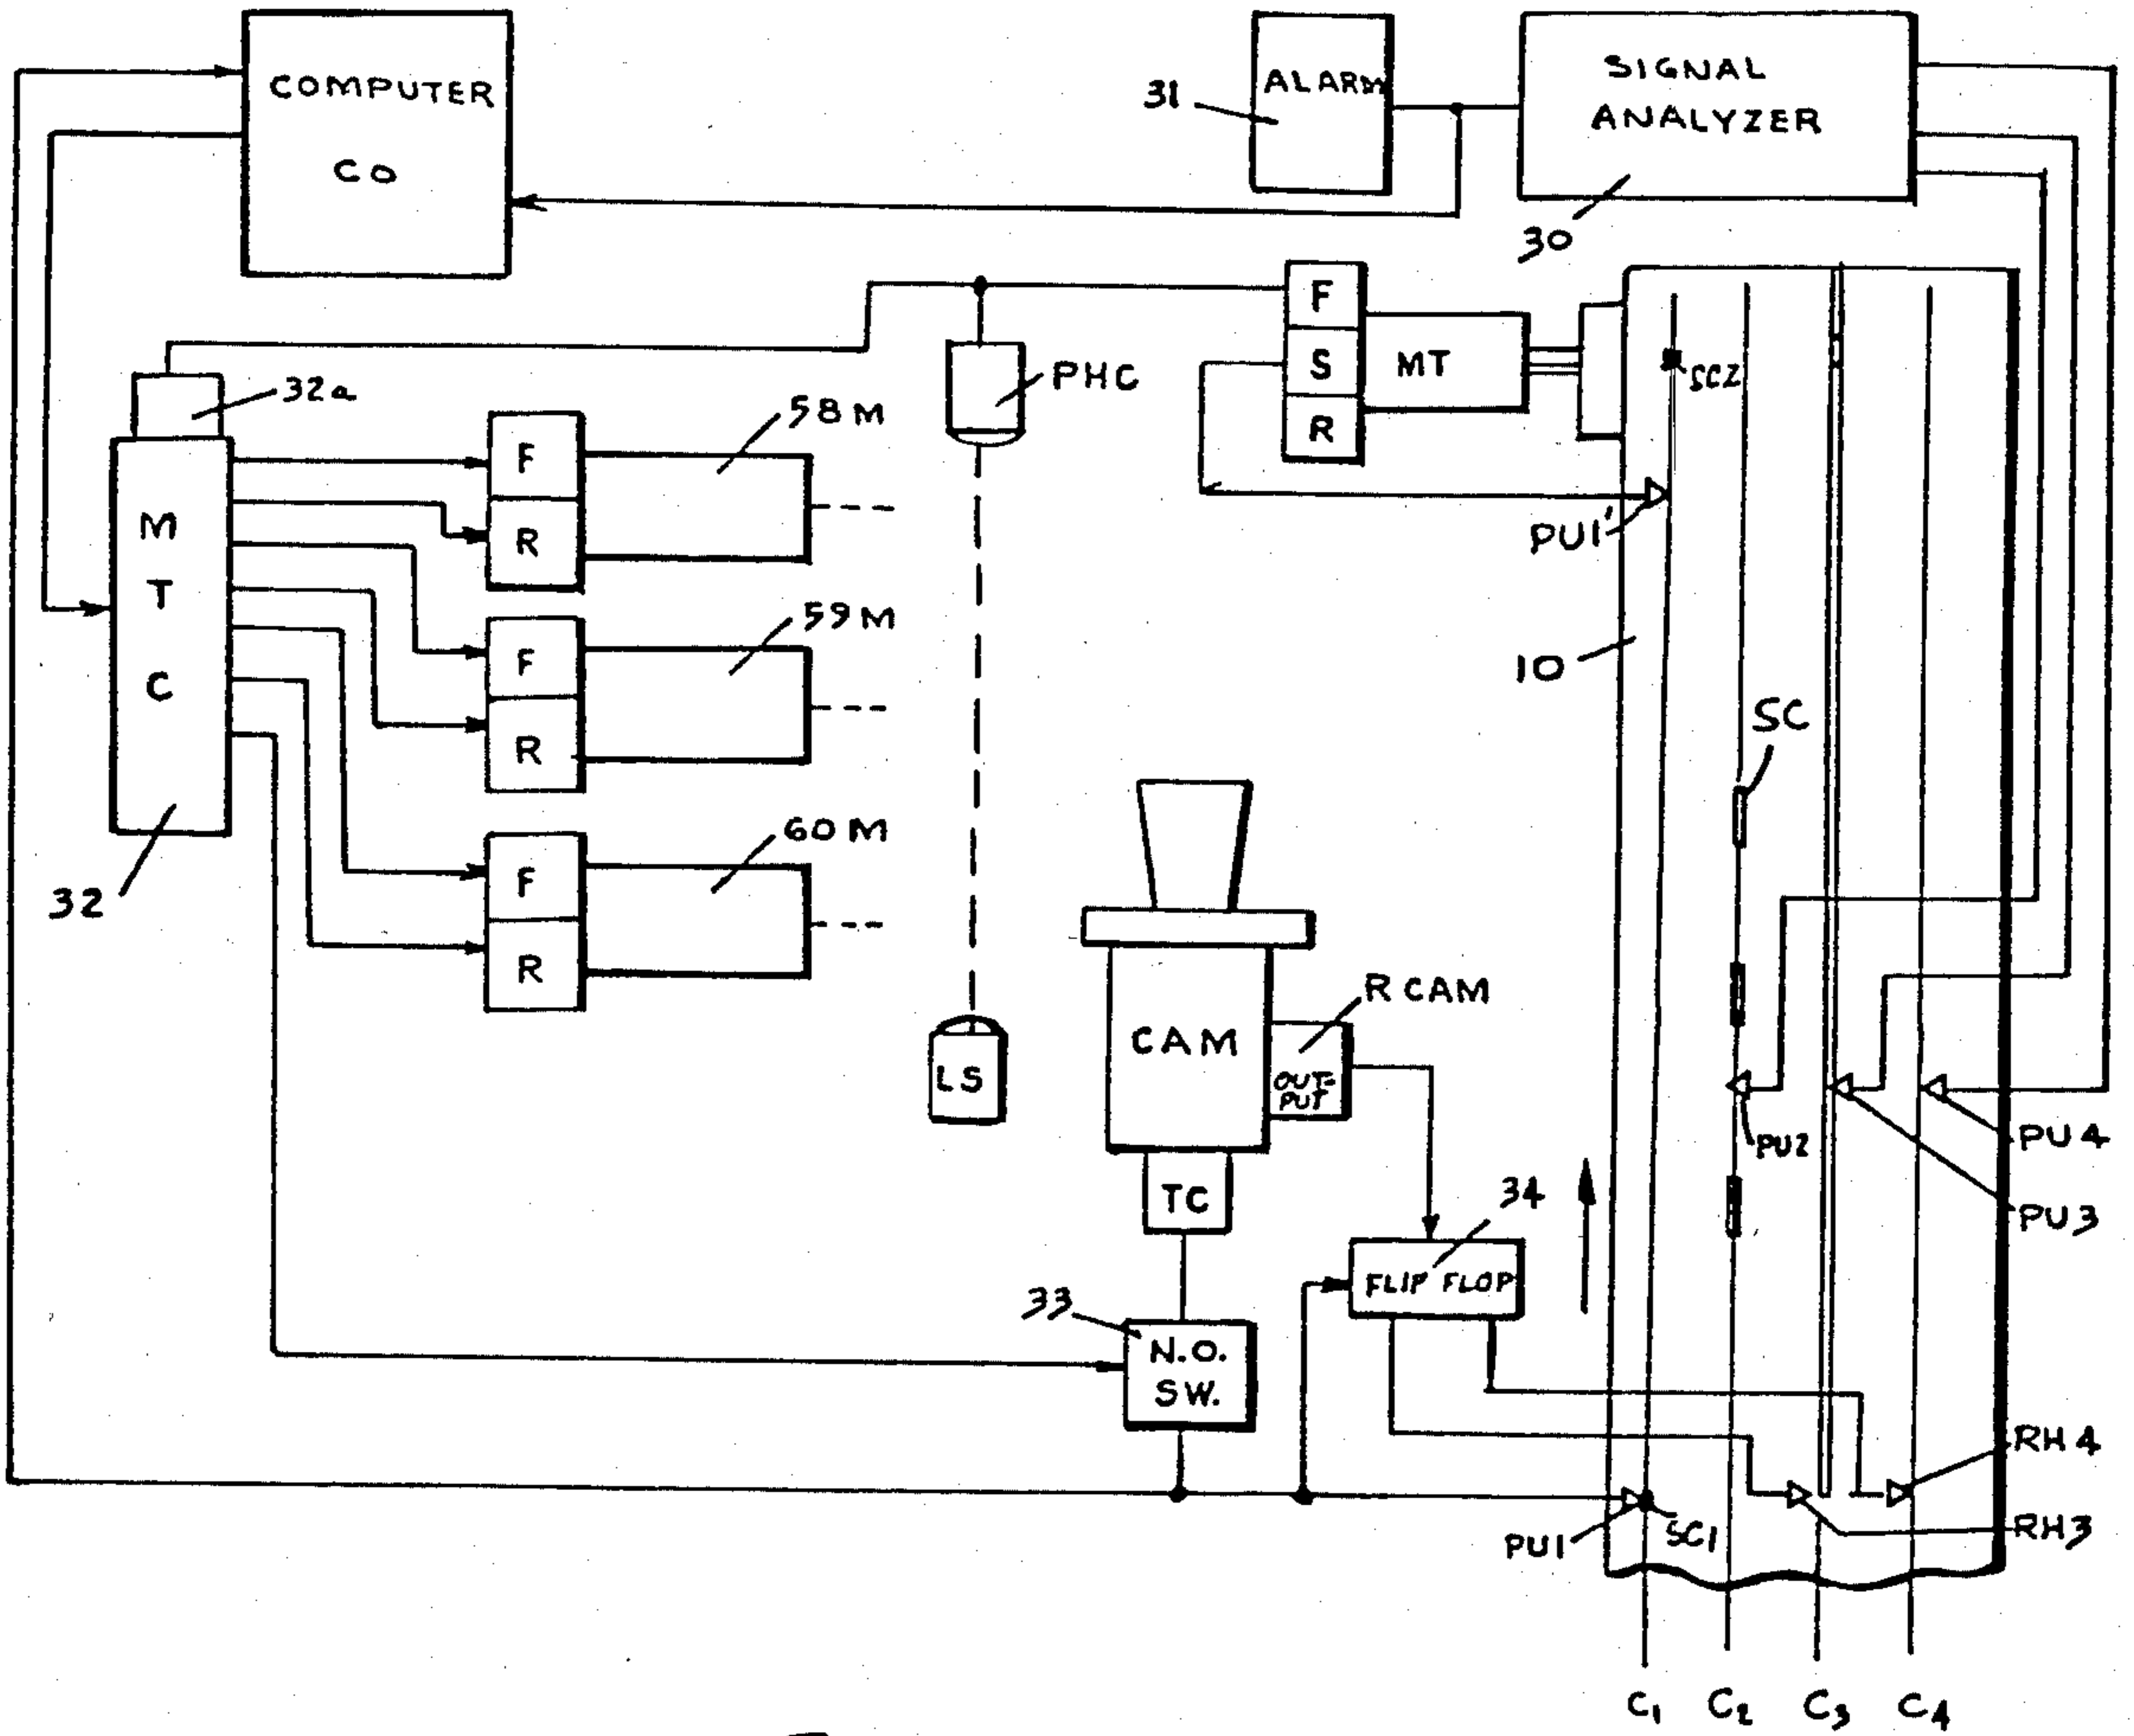 COMPUTER
CO
ALARM
31
SIGNAL
ANALYZER
30
32a
PHC
F
S
R
MT
SC2
PU1'
10
M
T
C
32
F
R
58M
F
R
59M
F
R
60M
SC
CAM
R CAM
OUT-
PUT
LS
TC
PU2
PU4
PU3
34
FLIP FLOP
33
N.O.
SW.
RH4
RH3
PU1
SC1
C1
C2
C3
C4